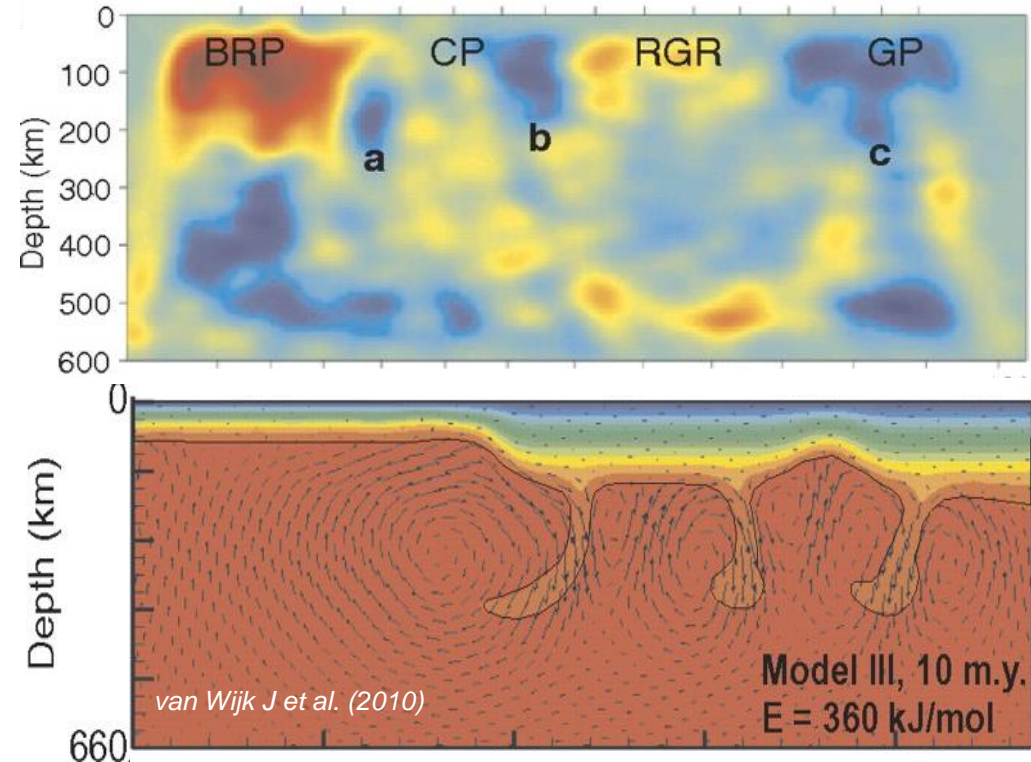 0
100
200
300
400
500
600
Depth (km)
BRP CP RGR GP
a b c
0
660
Depth (km)
van Wijk J et al. (2010)
Model III, 10 m.y.
E = 360 kJ/mol